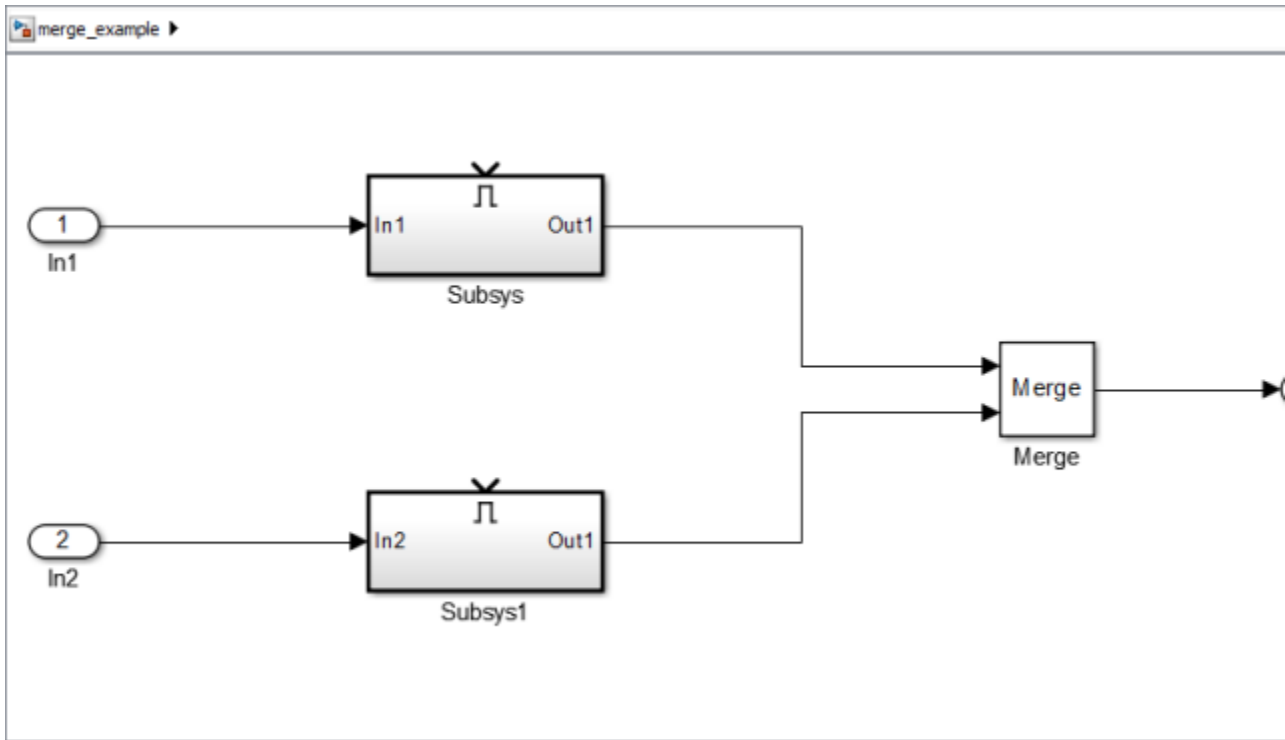 merge_example
1
In1
In1
Out1
Subsys
Merge
Merge
2
In2
In2
Out1
Subsys1